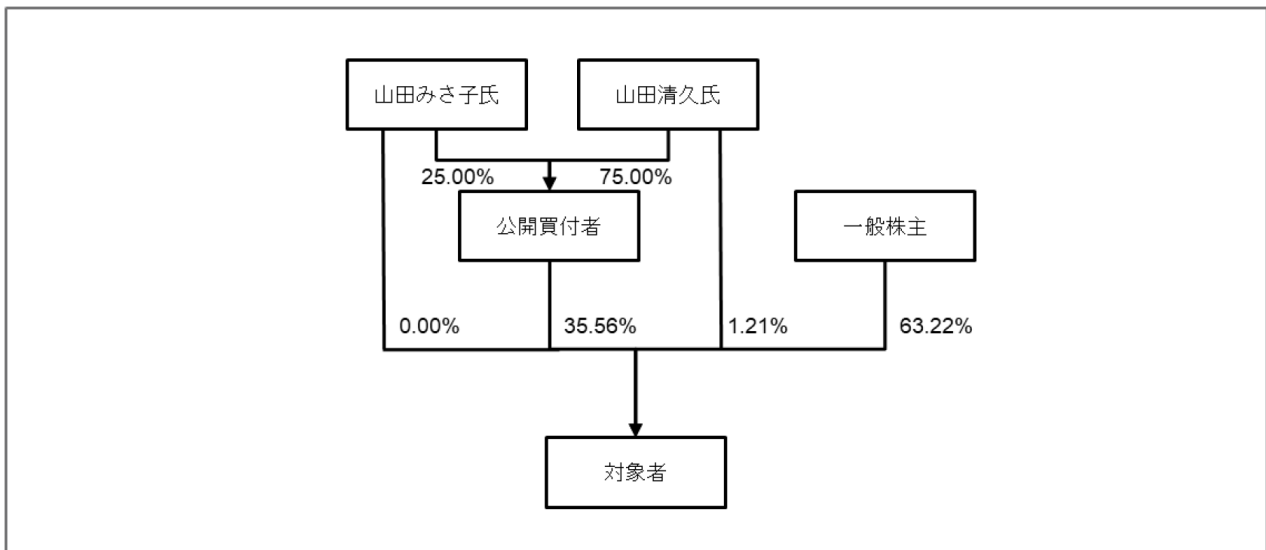 山田みさ子氏
山田清久氏
25.00%
75.00%
公開買付者
一般株主
0.00%
35.56%
1.21%
63.22%
対象者